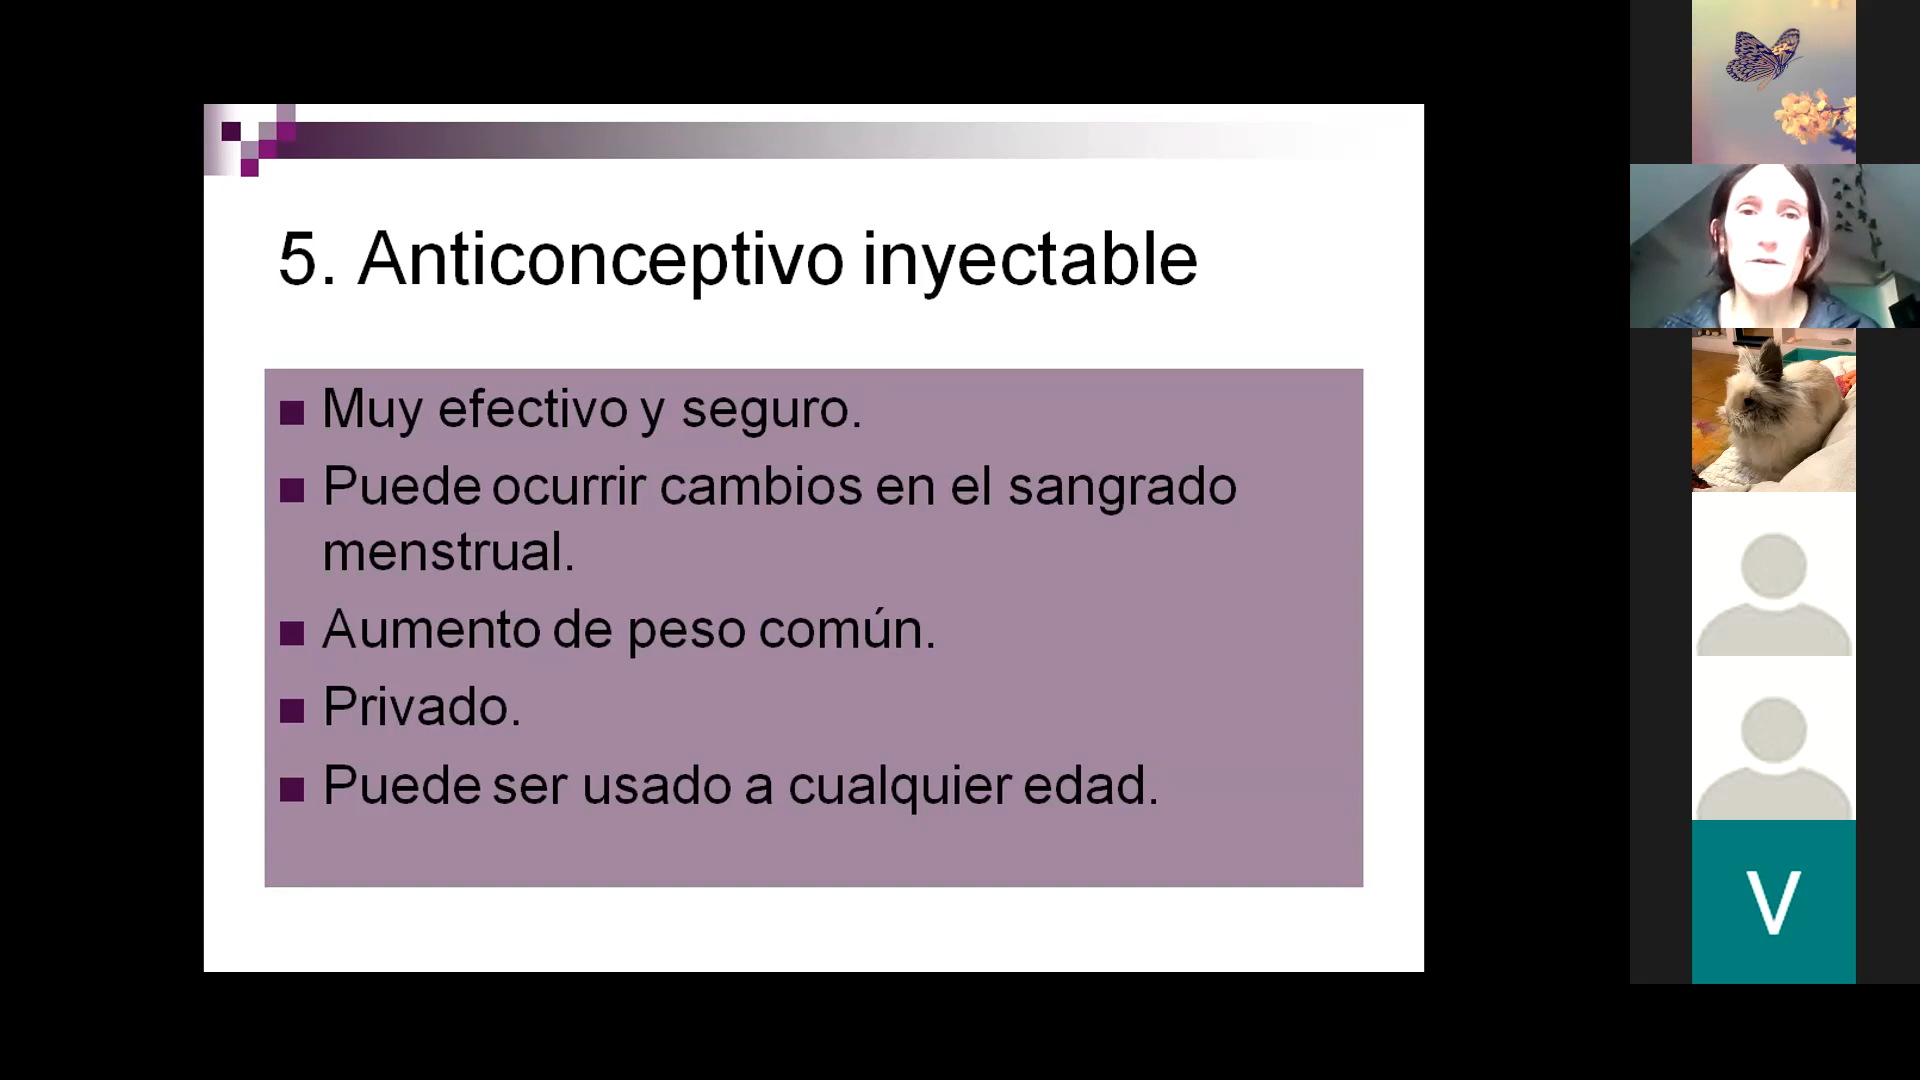 5. Anticonceptivo inyectable
Muy efectivo y seguro.
Puede ocurrir cambios en el sangrado
menstrual.
Aumento de peso común.
Privado.
Puede ser usado a cualquier edad.
V